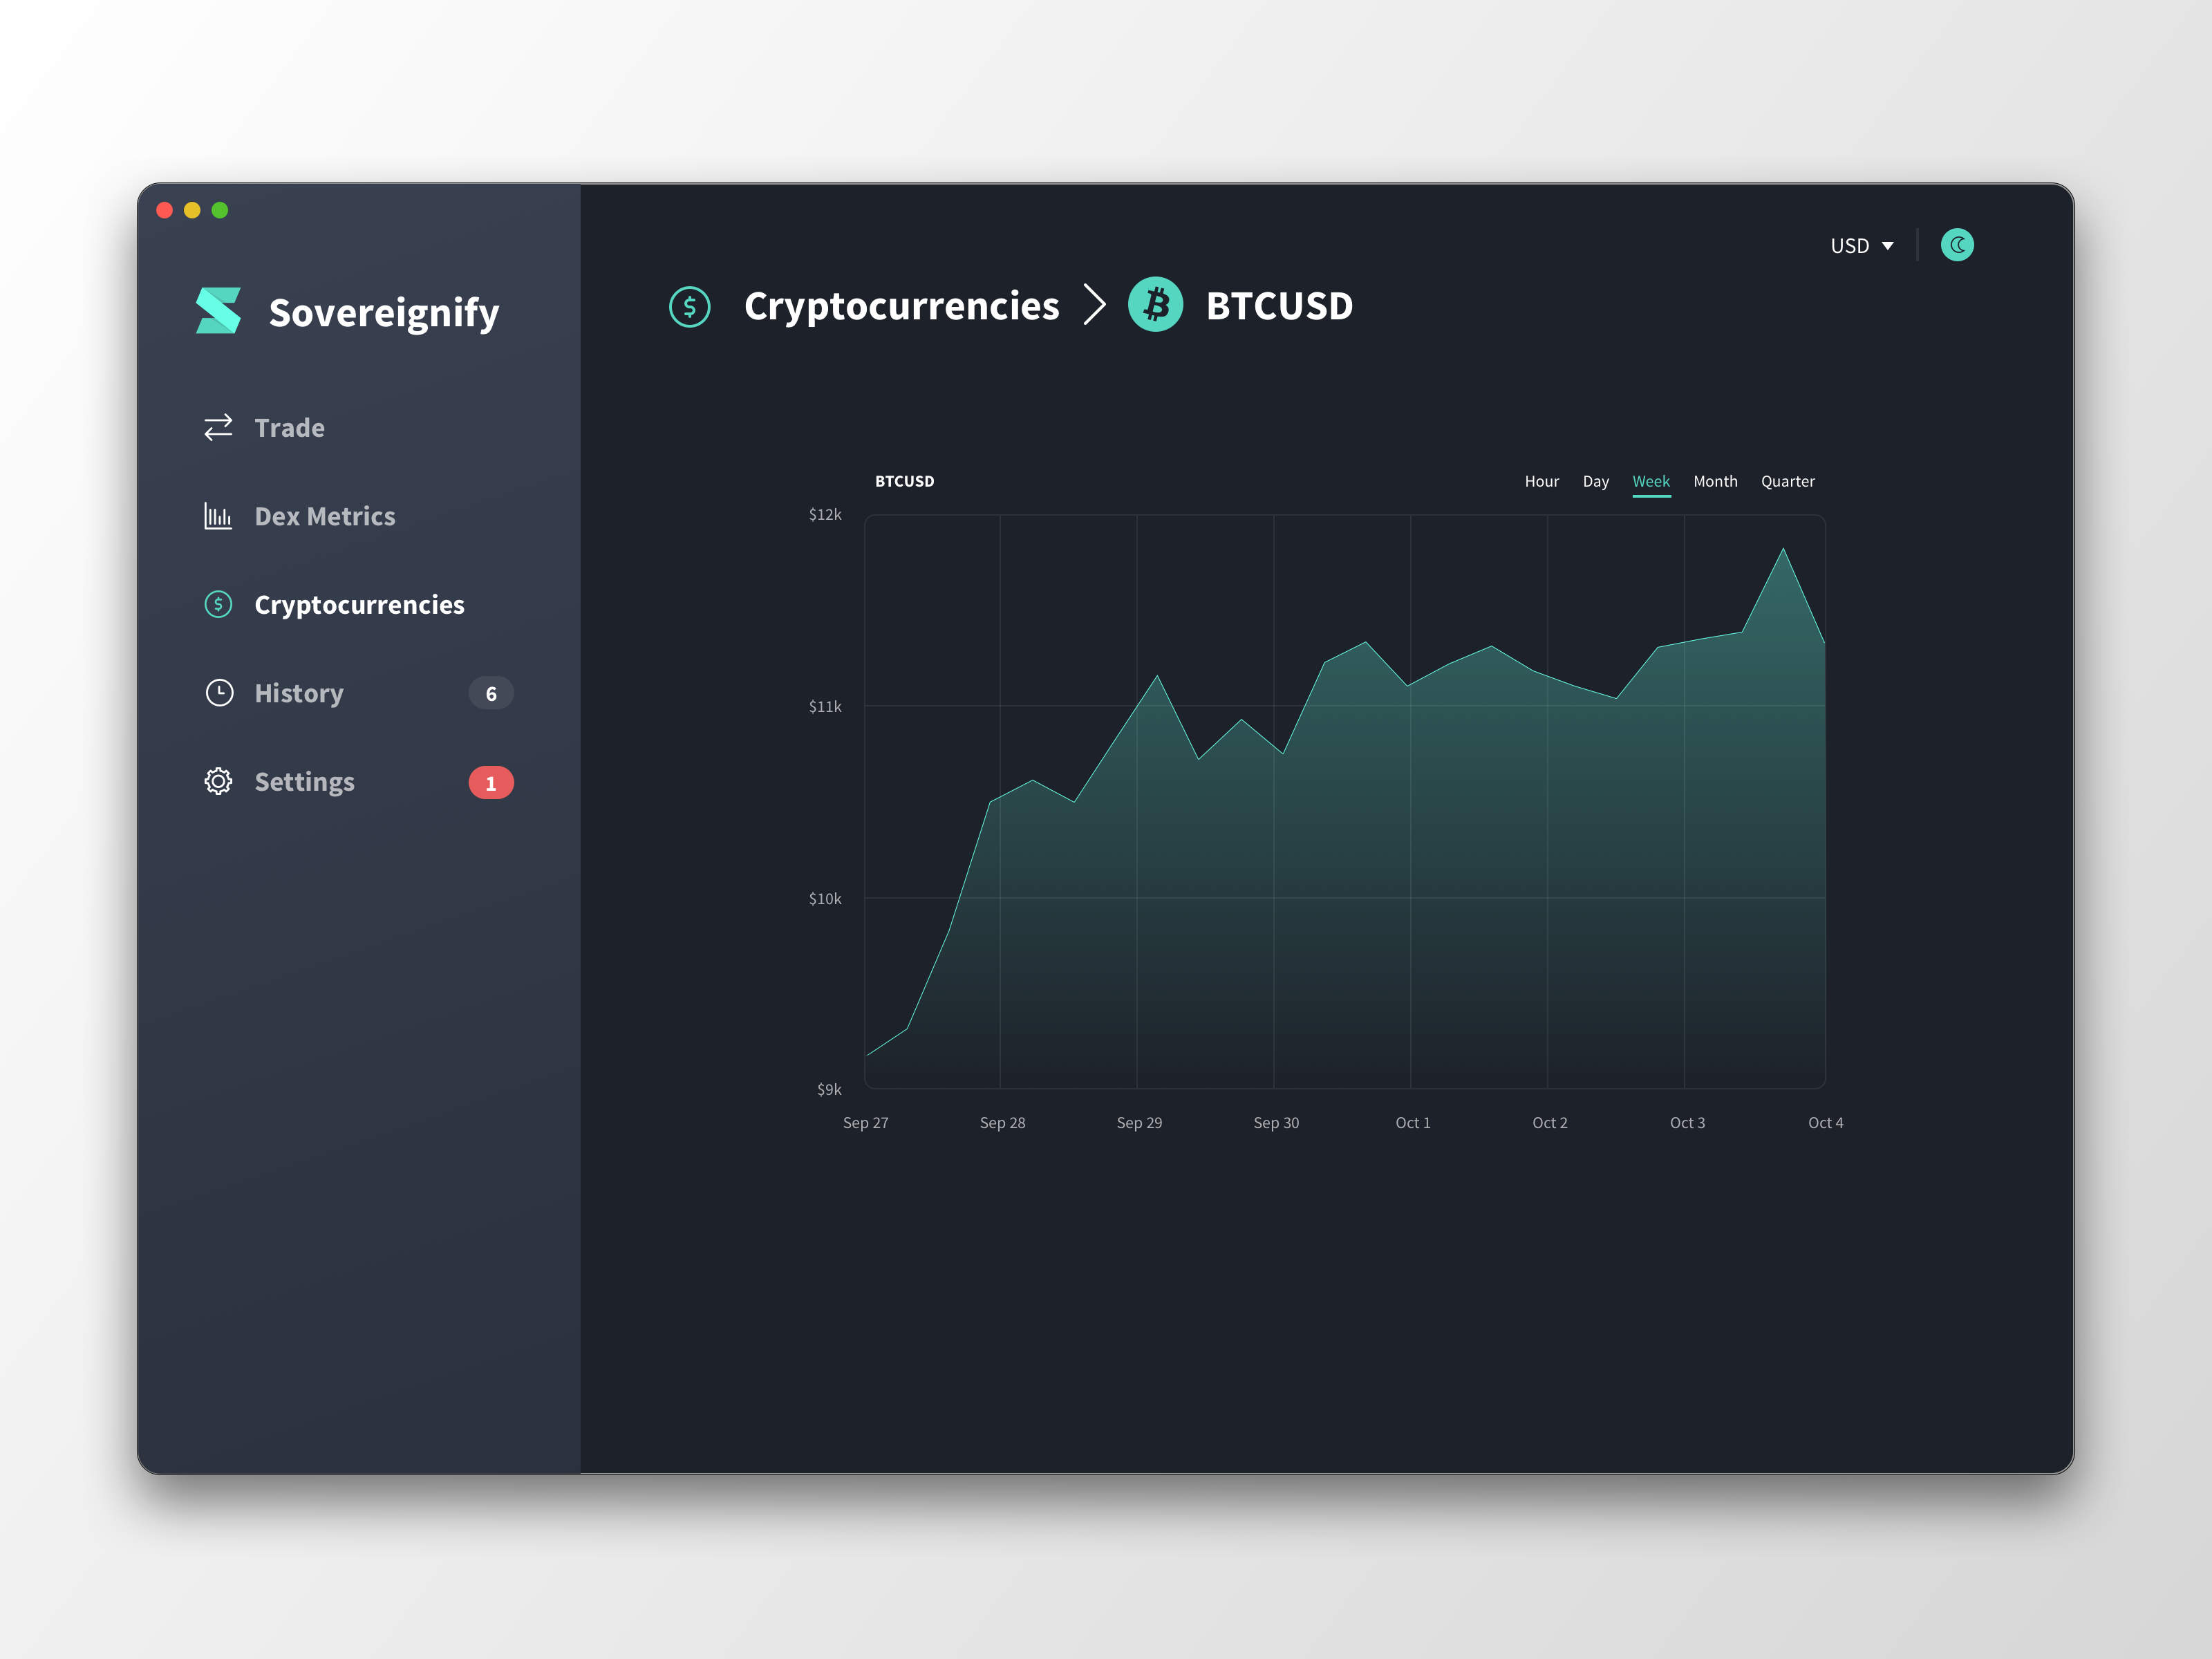 Sovereignify
Trade
Dex Metrics
Cryptocurrencies
History 6
Settings 1
USD
Cryptocurrencies BTCUSD
BTCUSD Hour Day Week Month Quarter
$12k
$11k
$10k
$9k
Sep 27 Sep 28 Sep 29 Sep 30 Oct 1 Oct 2 Oct 3 Oct 4